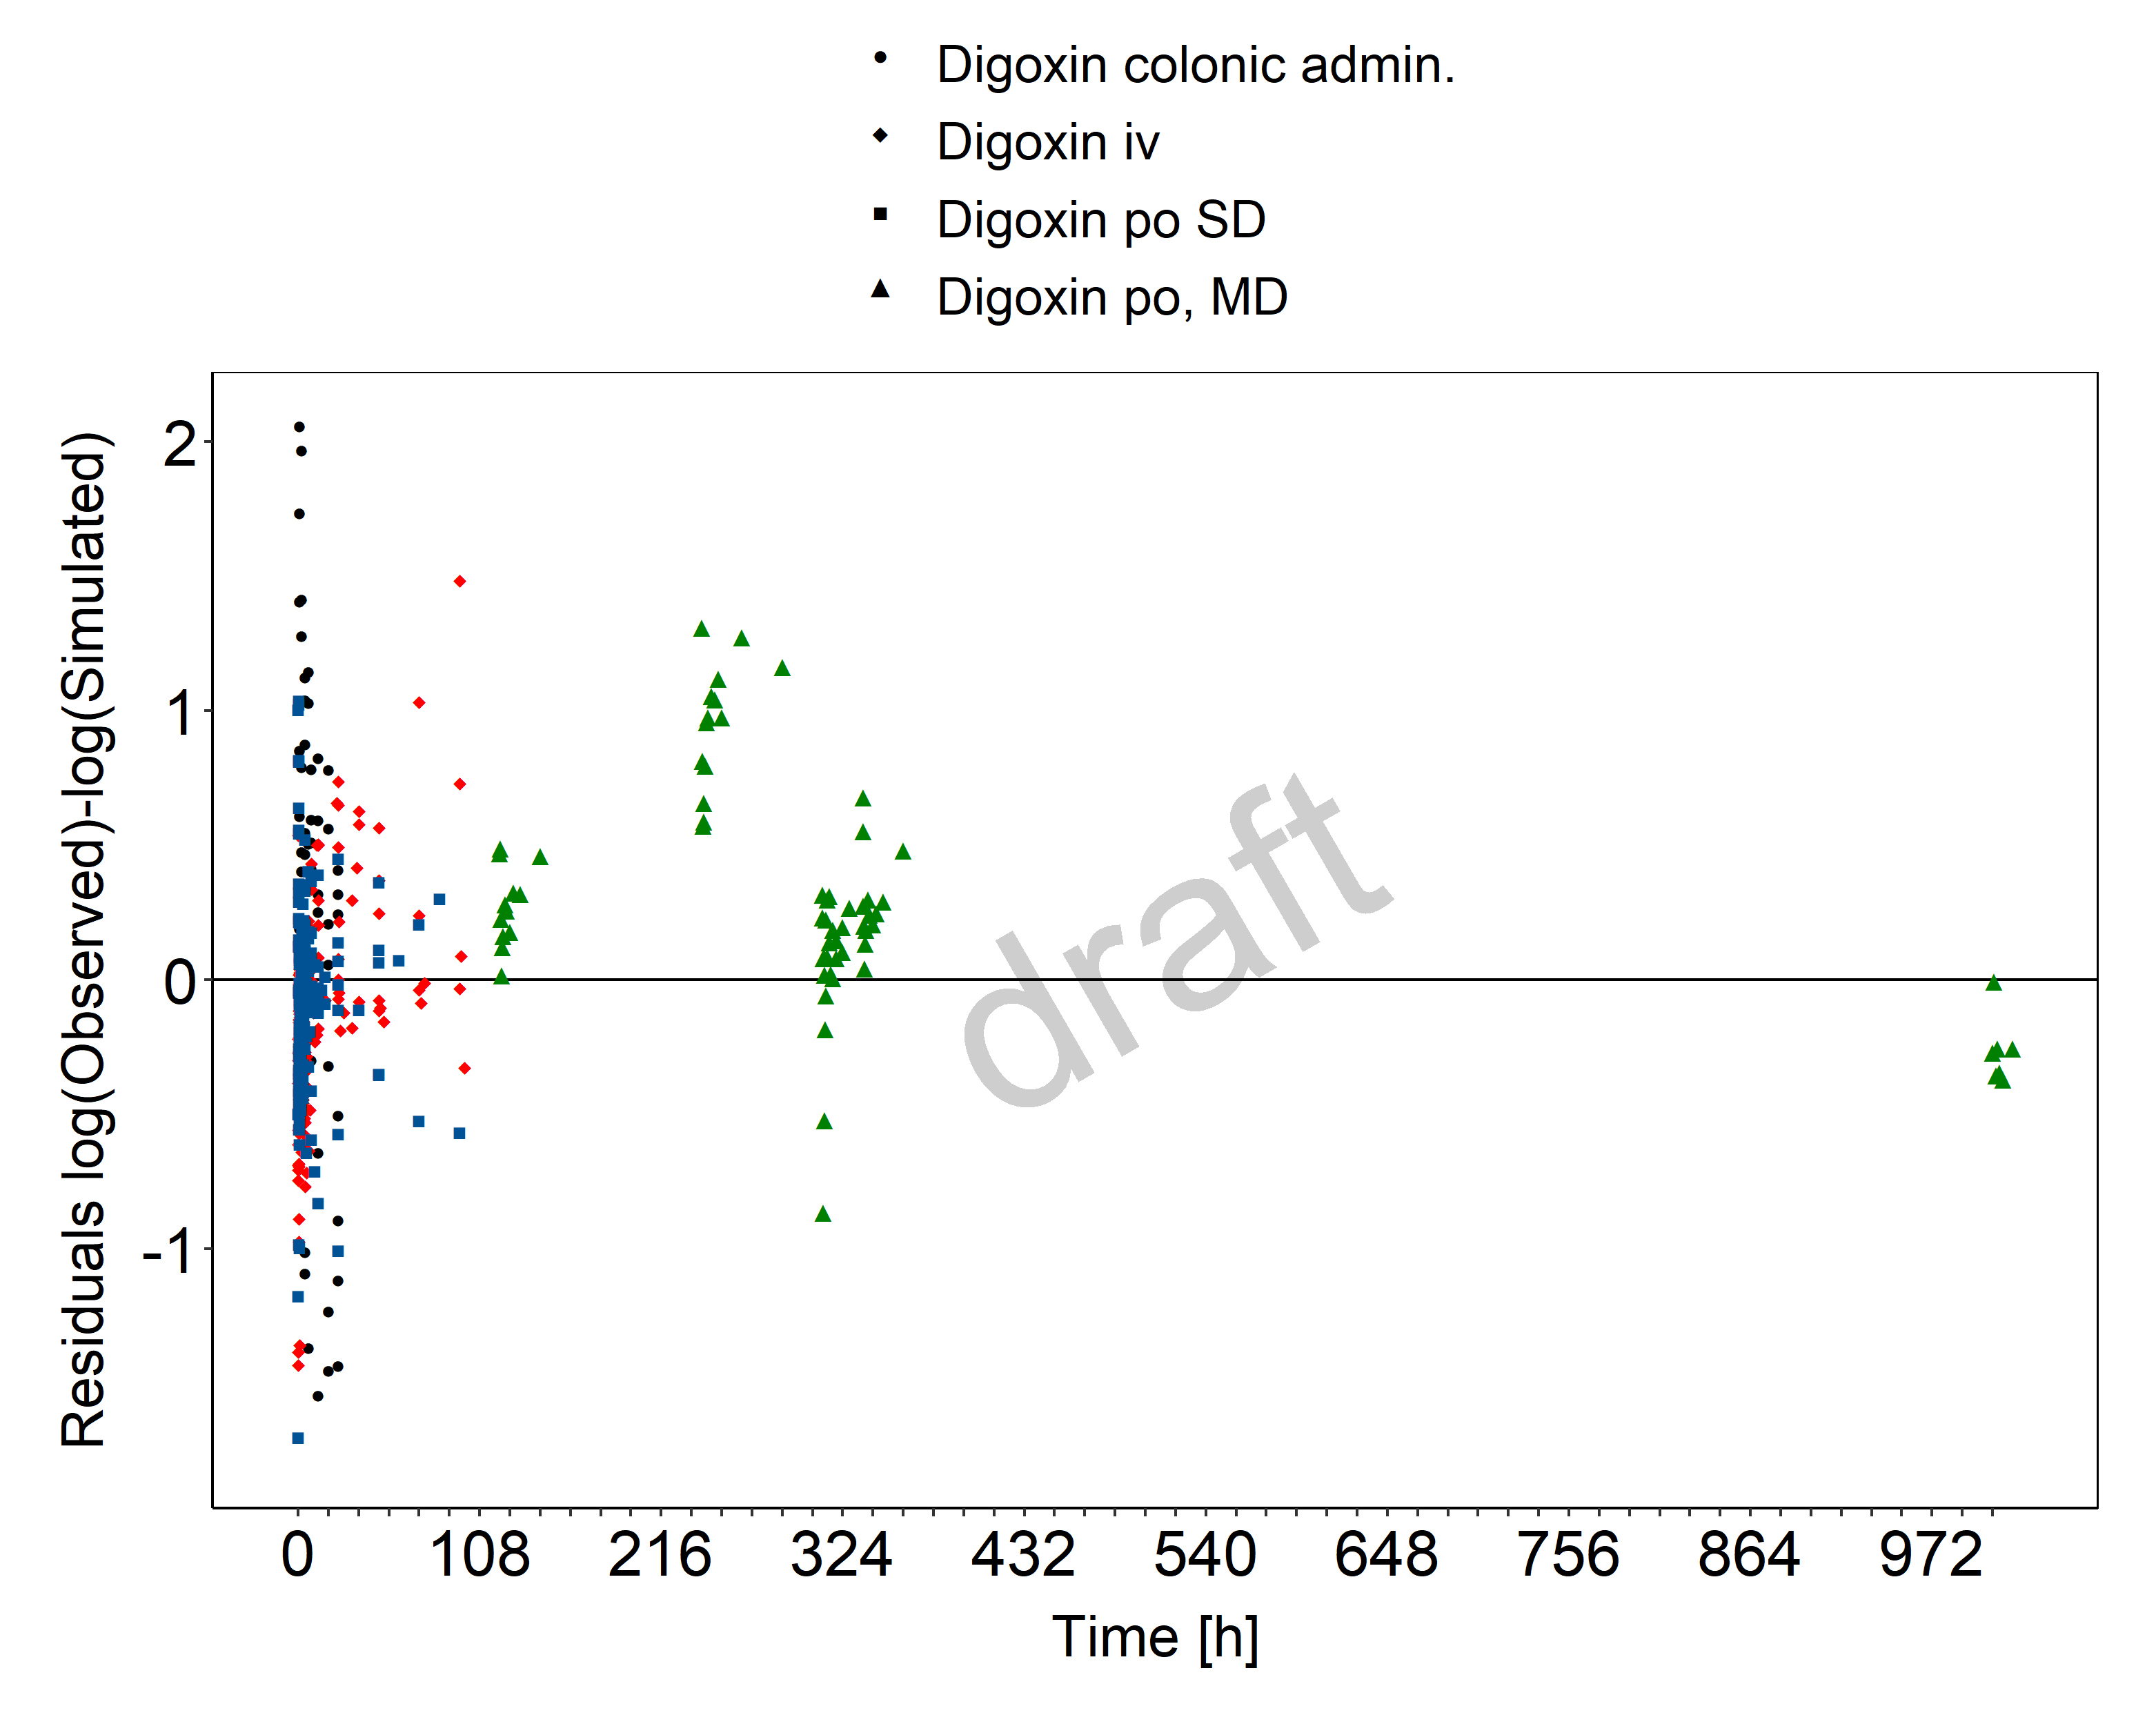 Digoxin colonic admin.
Digoxin iv
Digoxin po SD
Digoxin po, MD
Residuals log(Observed)-log(Simulated)
2
1
0
-1
draft
0 108 216 324 432 540 648 756 864 972
Time [h]